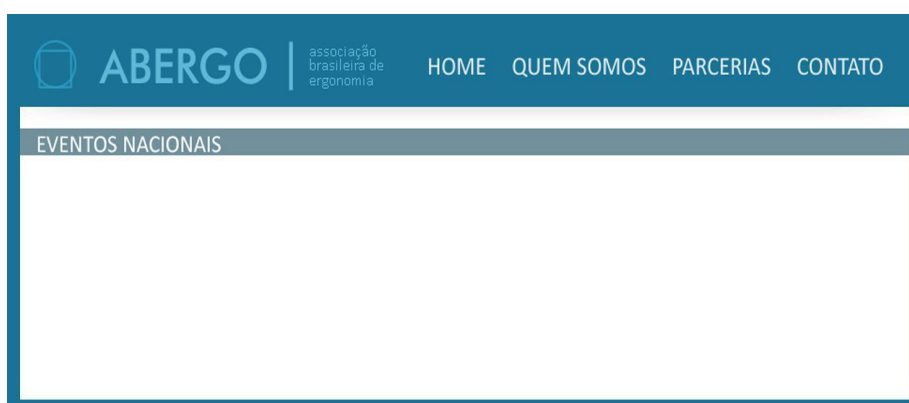 ABERGO
associação
brasileira de
ergonomia
HOME QUEM SOMOS PARCERIAS CONTATO
EVENTOS NACIONAIS